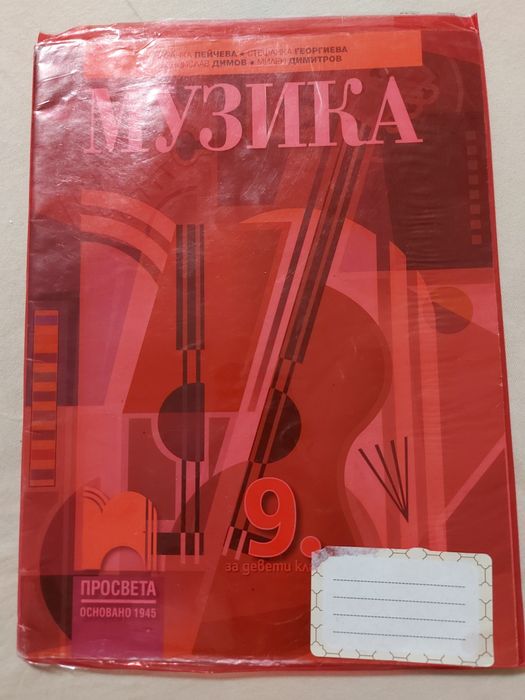 ПЕЙЧЕВА • СТЕФАНКА ГЕОРГИЕВА
ДИМОВ • МИЛЕН ДИМИТРОВ
МУЗИКА
9.
за девети
ПРОСВЕТА
ОСНОВАНО 1945